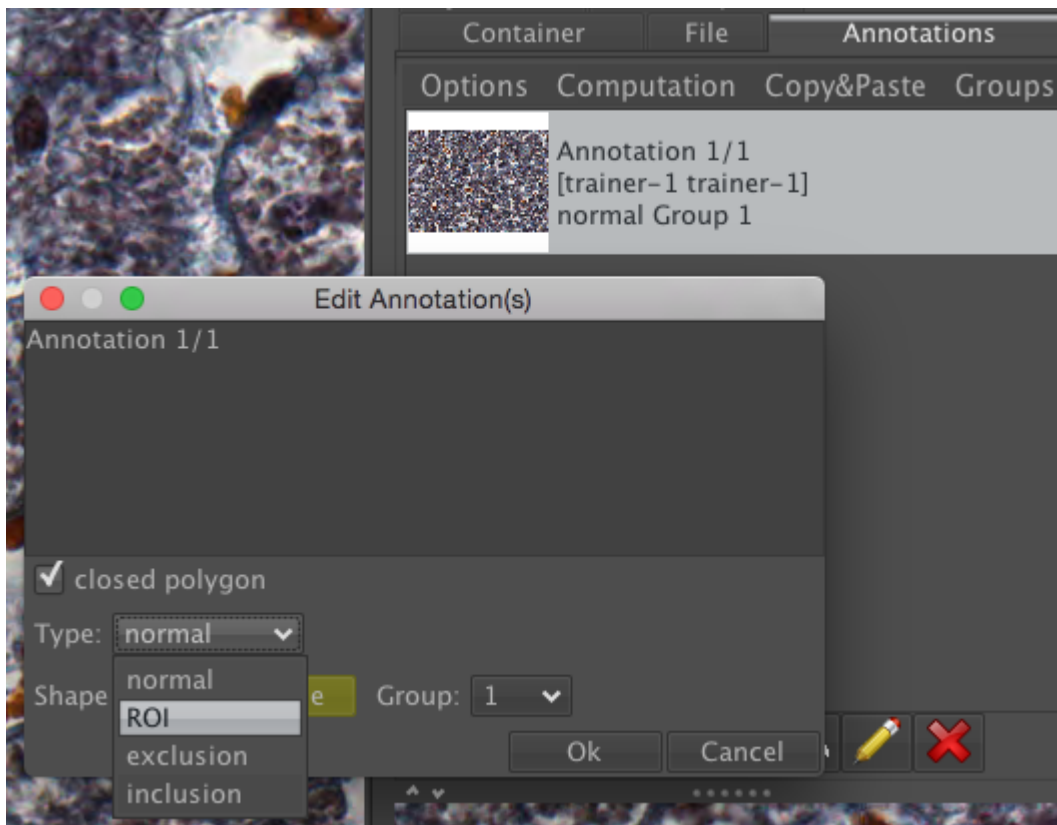 Container File Annotations
Options Computation Copy&Paste Groups
Annotation 1/1
[trainer-1 trainer-1]
normal Group 1
Edit Annotation(s)
Annotation 1/1
closed polygon
Type: normal
normal
ROI
exclusion
inclusion
Shape e Group: 1
Ok Cancel